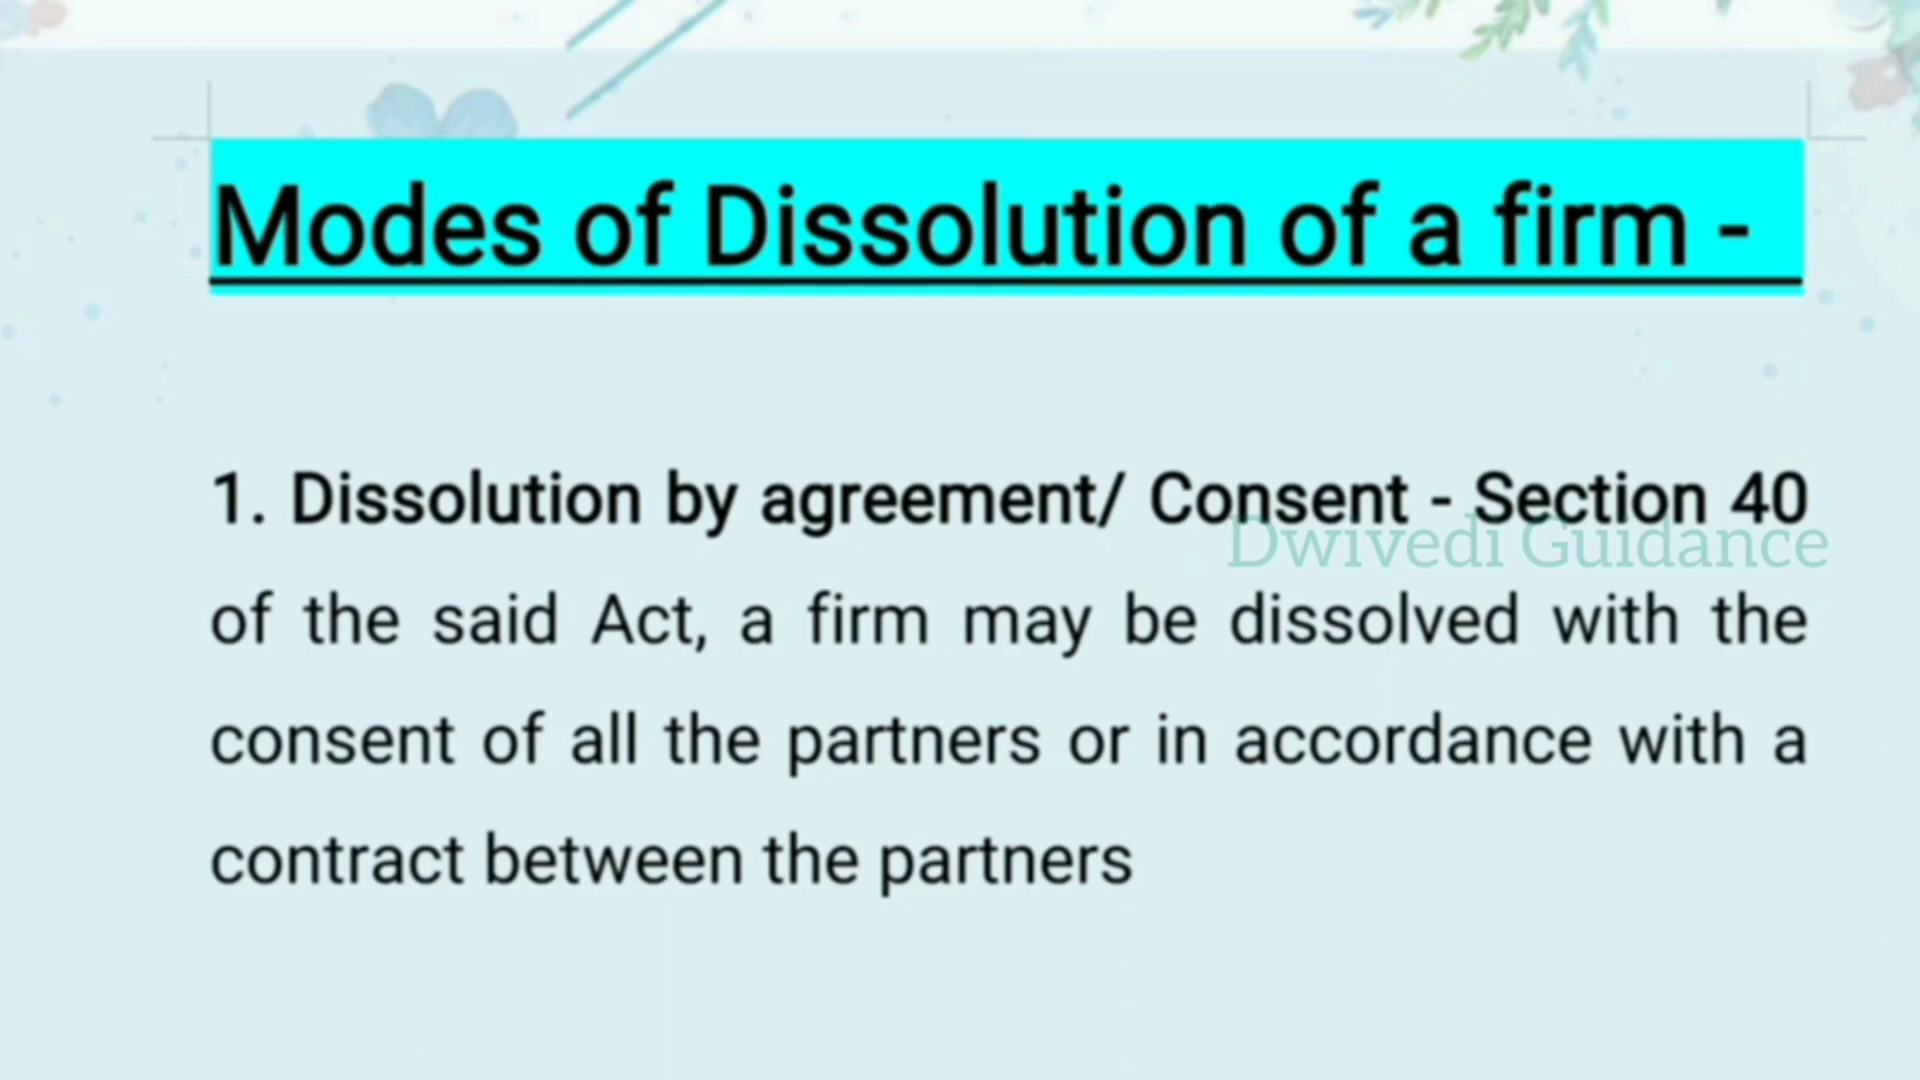 Modes of Dissolution of a firm -
1. Dissolution by agreement/ Consent - Section 40
Dwivedi Guidance
of the said Act, a firm may be dissolved with the
consent of all the partners or in accordance with a
contract between the partners